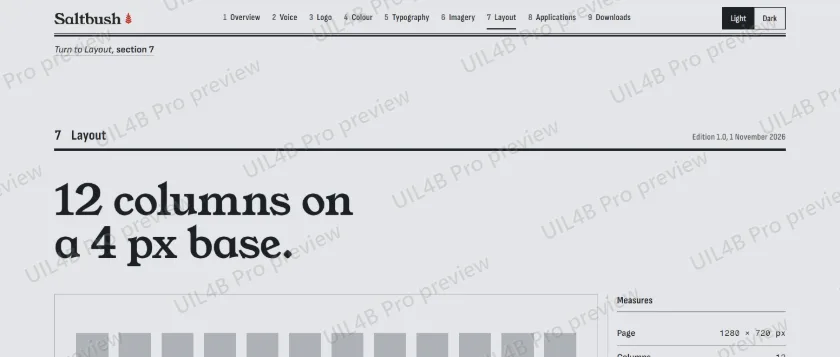 Saltbush
1 Overview 2 Voice 3 Logo 4 Colour 5 Typography 6 Imagery 7 Layout 8 Applications 9 Downloads
Light Dark
Turn to Layout, section 7
7 Layout
Edition 1.0, 1 November 2026
12 columns on
a 4 px base.
Measures
Page 1280 × 720 px
Columns 12
UIL4B Pro preview